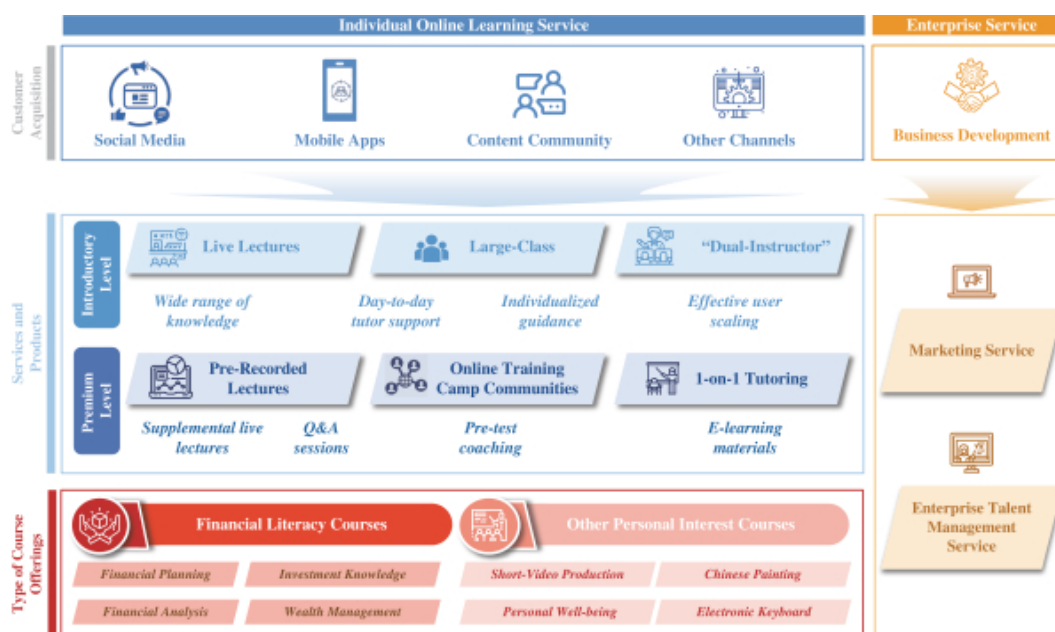 Individual Online Learning Service
Enterprise Service
Customer
Acquisition
Social Media
Mobile Apps
Content Community
Other Channels
Business Development
Services and
Products
Introductory
Level
Live Lectures
Large-Class
“Dual-Instructor”
Wide range of
knowledge
Day-to-day
tutor support
Individualized
guidance
Effective user
scaling
Premium
Level
Pre-Recorded
Lectures
Online Training
Camp Communities
1-on-1 Tutoring
Supplemental live
lectures
Q&A
sessions
Pre-test
coaching
E-learning
materials
Marketing Service
Enterprise Talent
Management
Service
Type of Course
Offerings
Financial Literacy Courses
Other Personal Interest Courses
Financial Planning
Investment Knowledge
Short-Video Production
Chinese Painting
Financial Analysis
Wealth Management
Personal Well-being
Electronic Keyboard